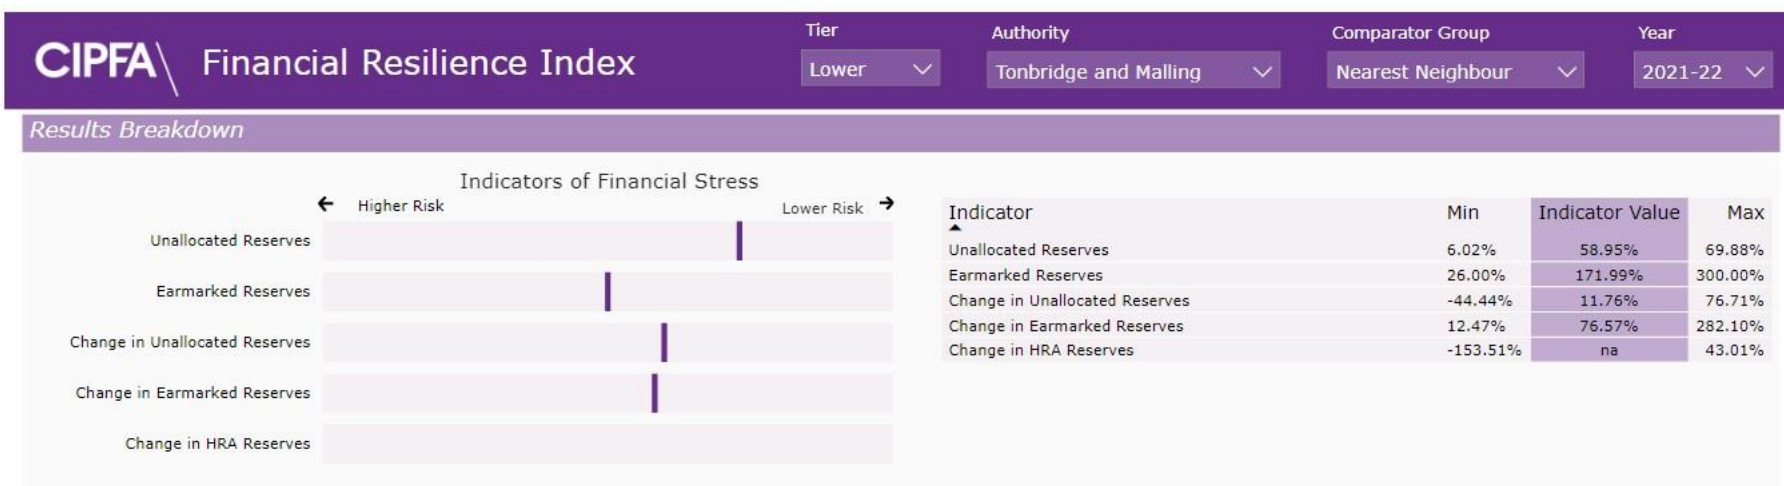 CIPFA\ Financial Resilience Index
Tier
Lower
Authority
Tonbridge and Malling
Comparator Group
Nearest Neighbour
Year
2021-22
Results Breakdown
Indicators of Financial Stress
← Higher Risk Lower Risk →
Unallocated Reserves
Earmarked Reserves
Change in Unallocated Reserves
Change in Earmarked Reserves
Change in HRA Reserves
Indicator Min Indicator Value Max
Unallocated Reserves 6.02% 58.95% 69.88%
Earmarked Reserves 26.00% 171.99% 300.00%
Change in Unallocated Reserves -44.44% 11.76% 76.71%
Change in Earmarked Reserves 12.47% 76.57% 282.10%
Change in HRA Reserves -153.51% na 43.01%